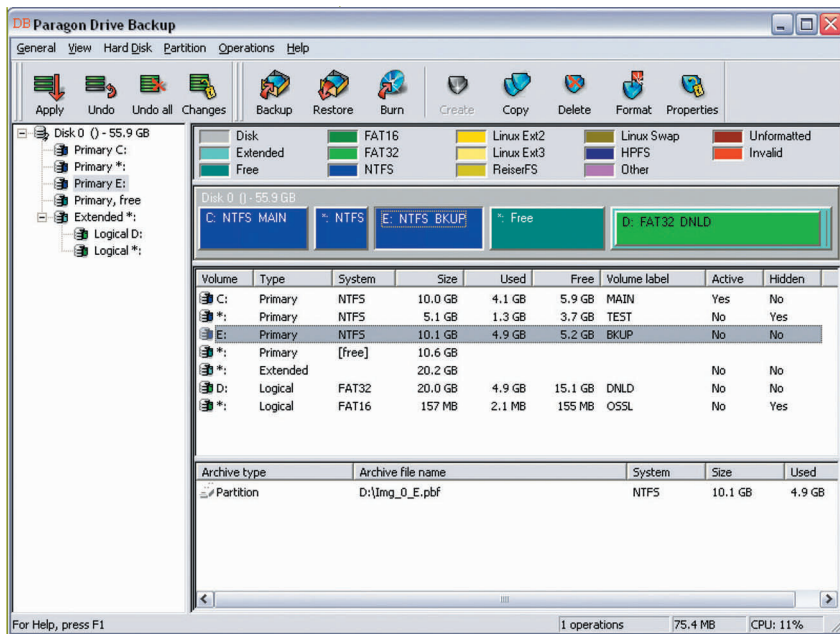 DB Paragon Drive Backup
General View Hard Disk Partition Operations Help
Apply Undo Undo all Changes Backup Restore Burn Create Copy Delete Format Properties
Disk 0 () - 55.9 GB
Primary C:
Primary *:
Primary E:
Primary, free
Extended *:
Logical D:
Logical *:
Disk FAT16 Linux Ext2 Linux Swap Unformatted
Extended FAT32 Linux Ext3 HPFS Invalid
Free NTFS ReiserFS Other
Disk 0 () - 55.9 GB
C: NTFS MAIN *: NTFS E: NTFS BKUP *: Free D: FAT32 DNLD
Volume Type System Size Used Free Volume label Active Hidden
C: Primary NTFS 10.0 GB 4.1 GB 5.9 GB MAIN Yes No
*: Primary NTFS 5.1 GB 1.3 GB 3.7 GB TEST No Yes
E: Primary NTFS 10.1 GB 4.9 GB 5.2 GB BKUP No No
*: Primary [free] 10.6 GB
*: Extended 20.2 GB No No
D: Logical FAT32 20.0 GB 4.9 GB 15.1 GB DNLD No No
*: Logical FAT16 157 MB 2.1 MB 155 MB OSSL No Yes
Archive type Archive file name System Size Used
Partition D:\Img_0_E.pbf NTFS 10.1 GB 4.9 GB
For Help, press F1 1 operations 75.4 MB CPU: 11%